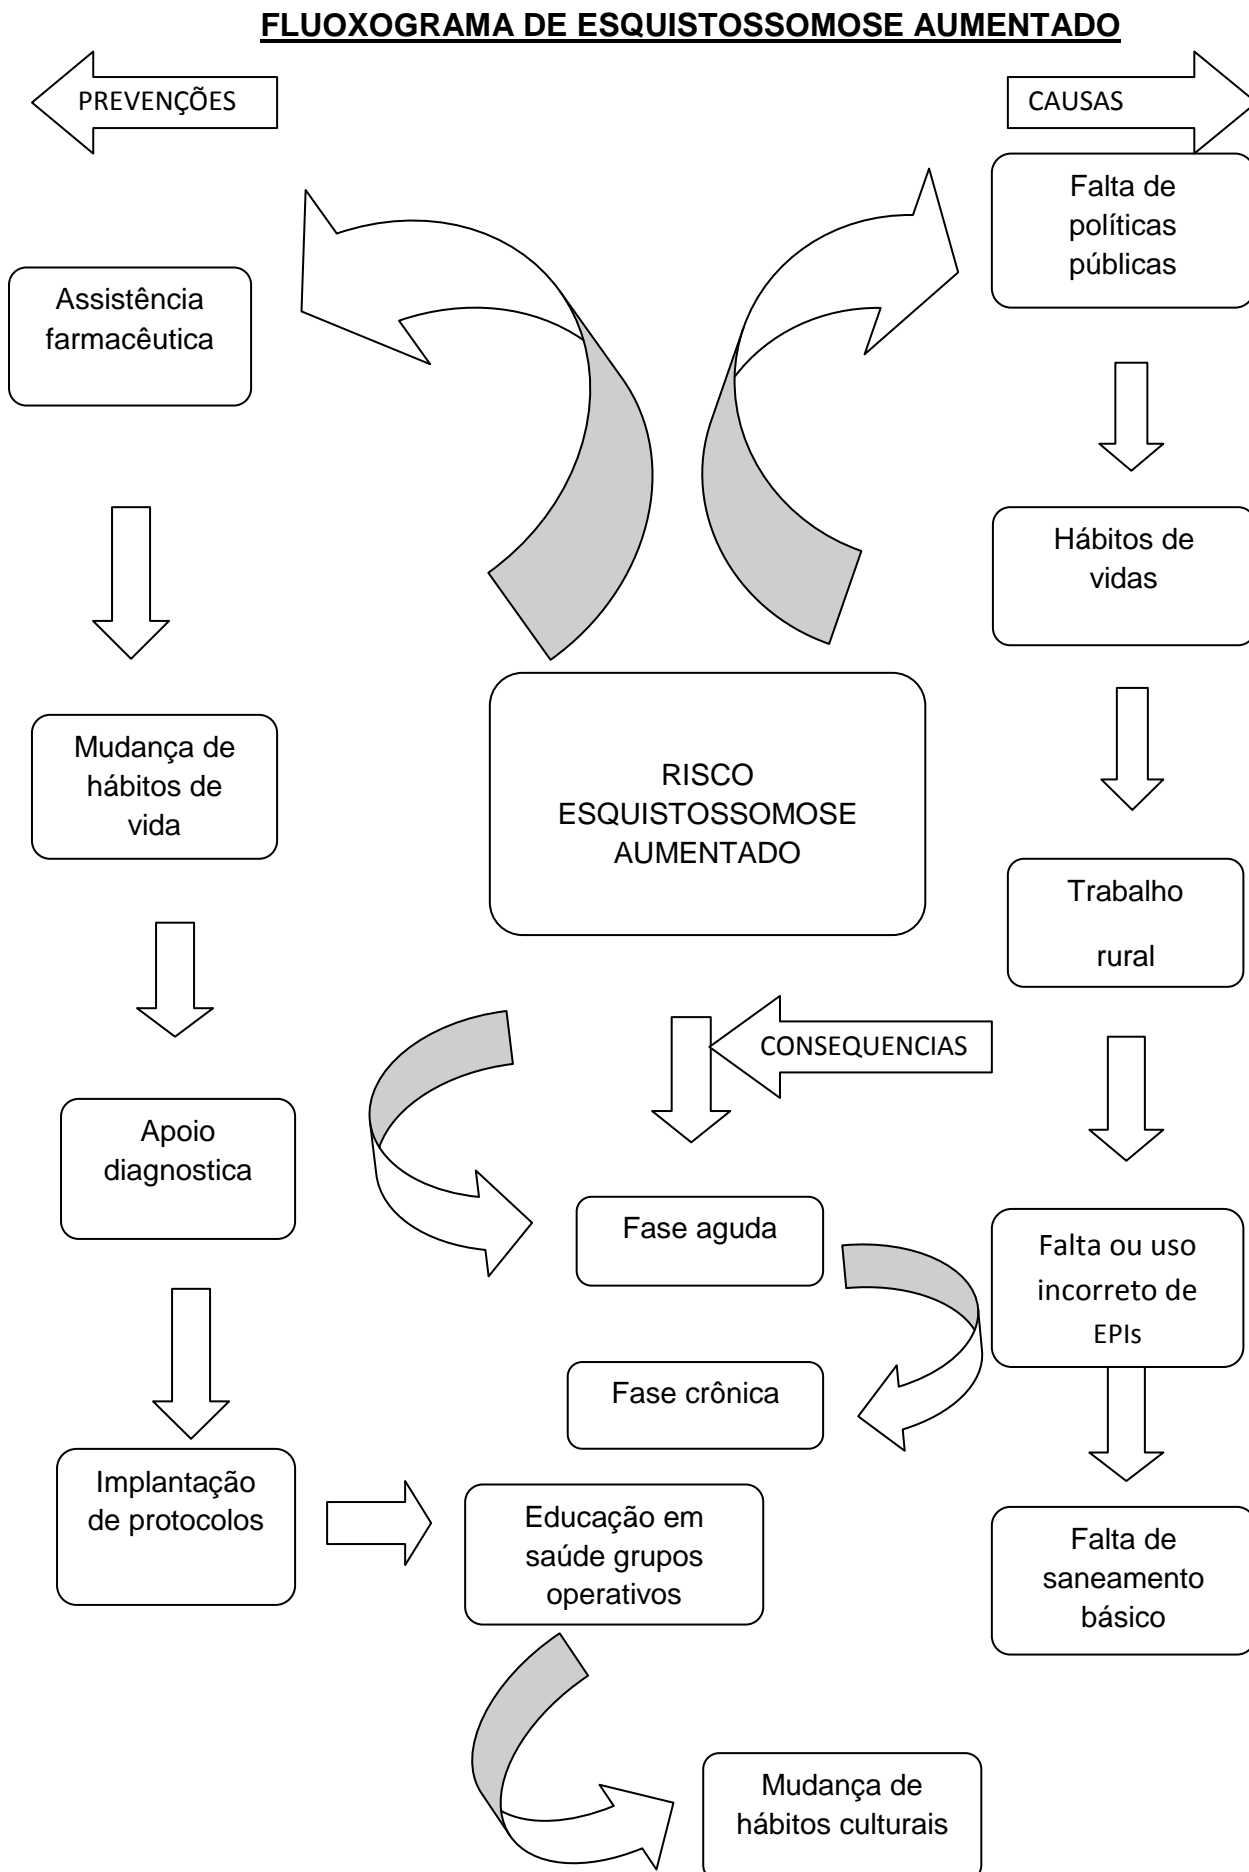 FLUOXOGRAMA DE ESQUISTOSSOMOSE AUMENTADO
PREVENÇÕES
CAUSAS
Falta de
políticas
públicas
Assistência
farmacêutica
Hábitos de
vidas
Mudança de
hábitos de
vida
RISCO
ESQUISTOSSOMOSE
AUMENTADO
Trabalho
rural
CONSEQUENCIAS
Apoio
diagnostica
Fase aguda
Falta ou uso
incorreto de
EPIs
Fase crônica
Implantação
de protocolos
Educação em
saúde grupos
operativos
Falta de
saneamento
básico
Mudança de
hábitos culturais